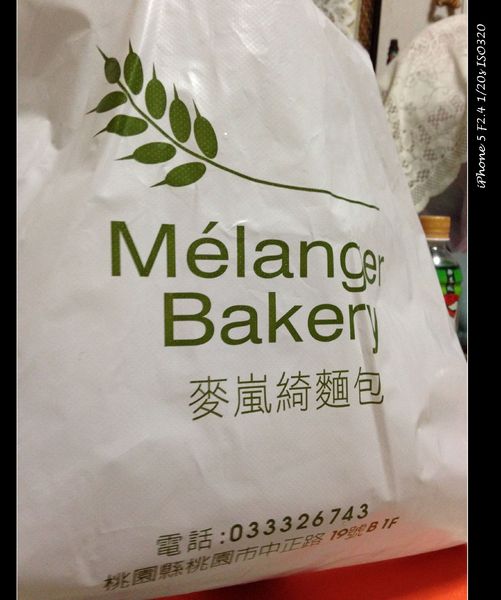 Mélanger
Bakery
麥嵐綺麵包
電話:033326743
桃園縣桃園市中正路 19號B1F
iPhone 5 F2.4 1/20s ISO320